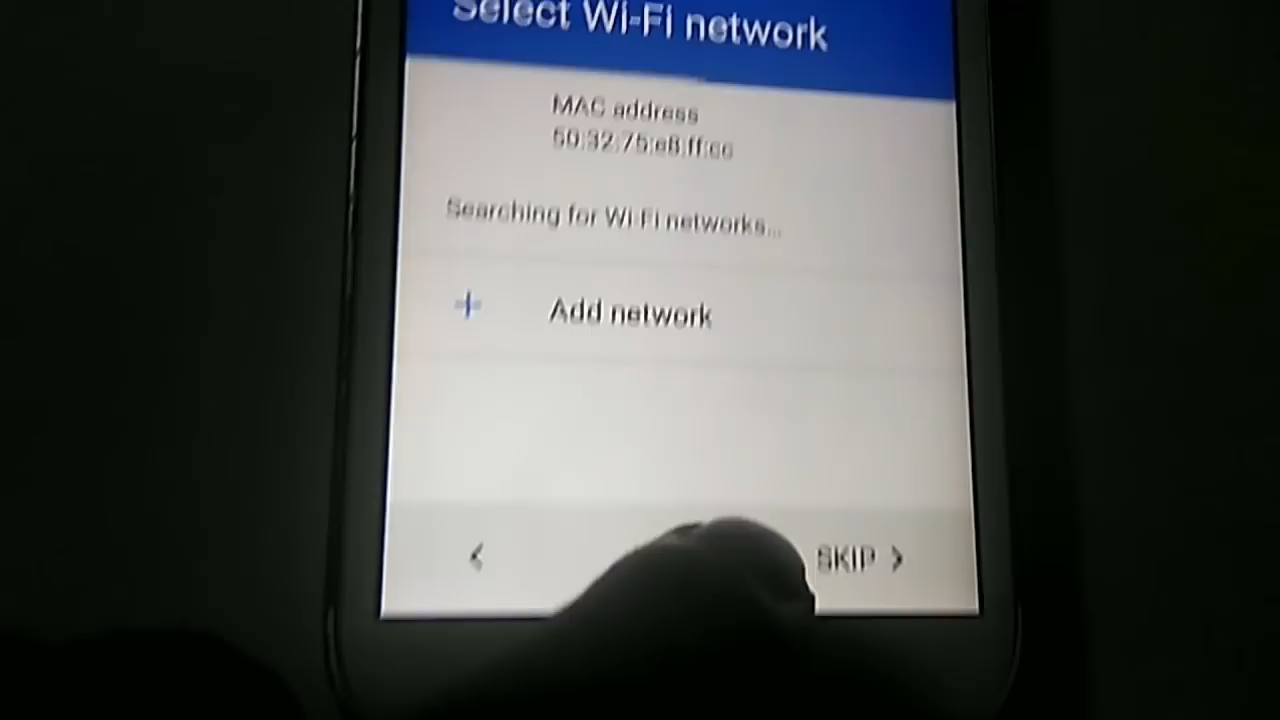 Select Wi-Fi network
MAC address
50:32:75:e8:ff:cc
Searching for Wi-Fi networks...
+ Add network
< SKIP >